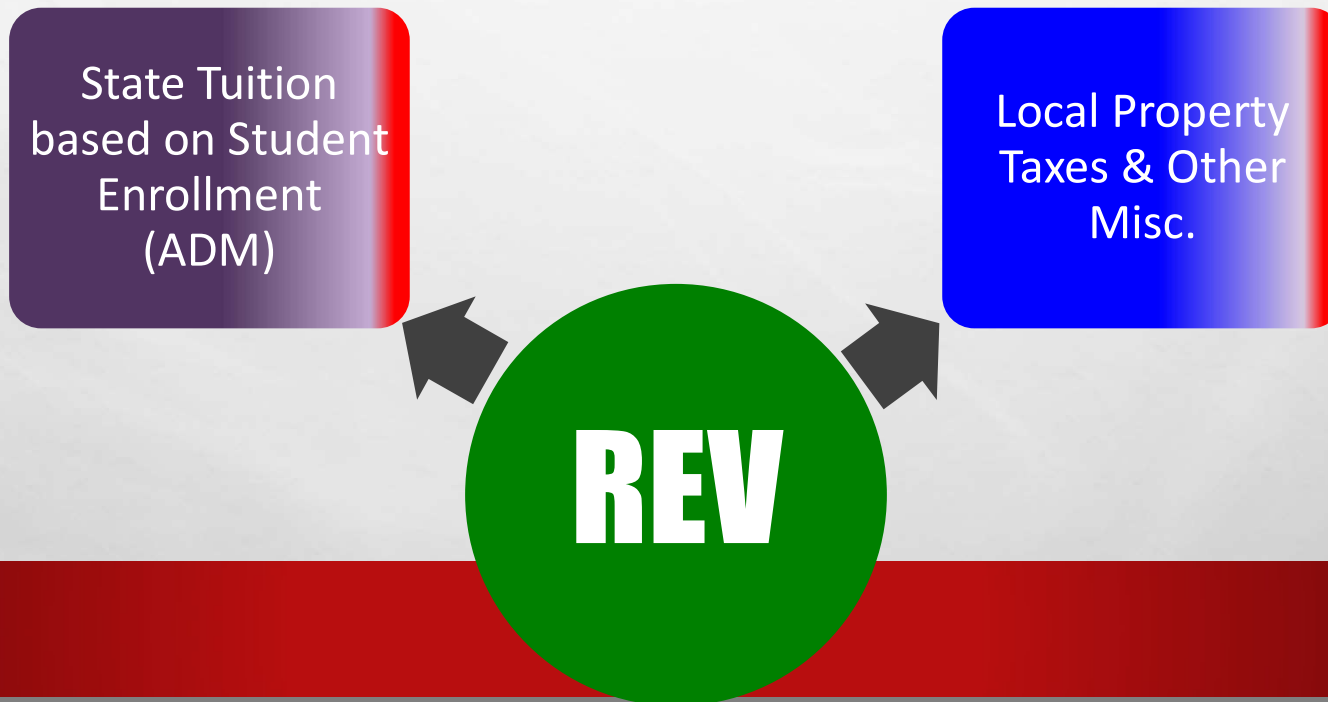 State Tuition
based on Student
Enrollment
(ADM)
Local Property
Taxes & Other
Misc.
REV